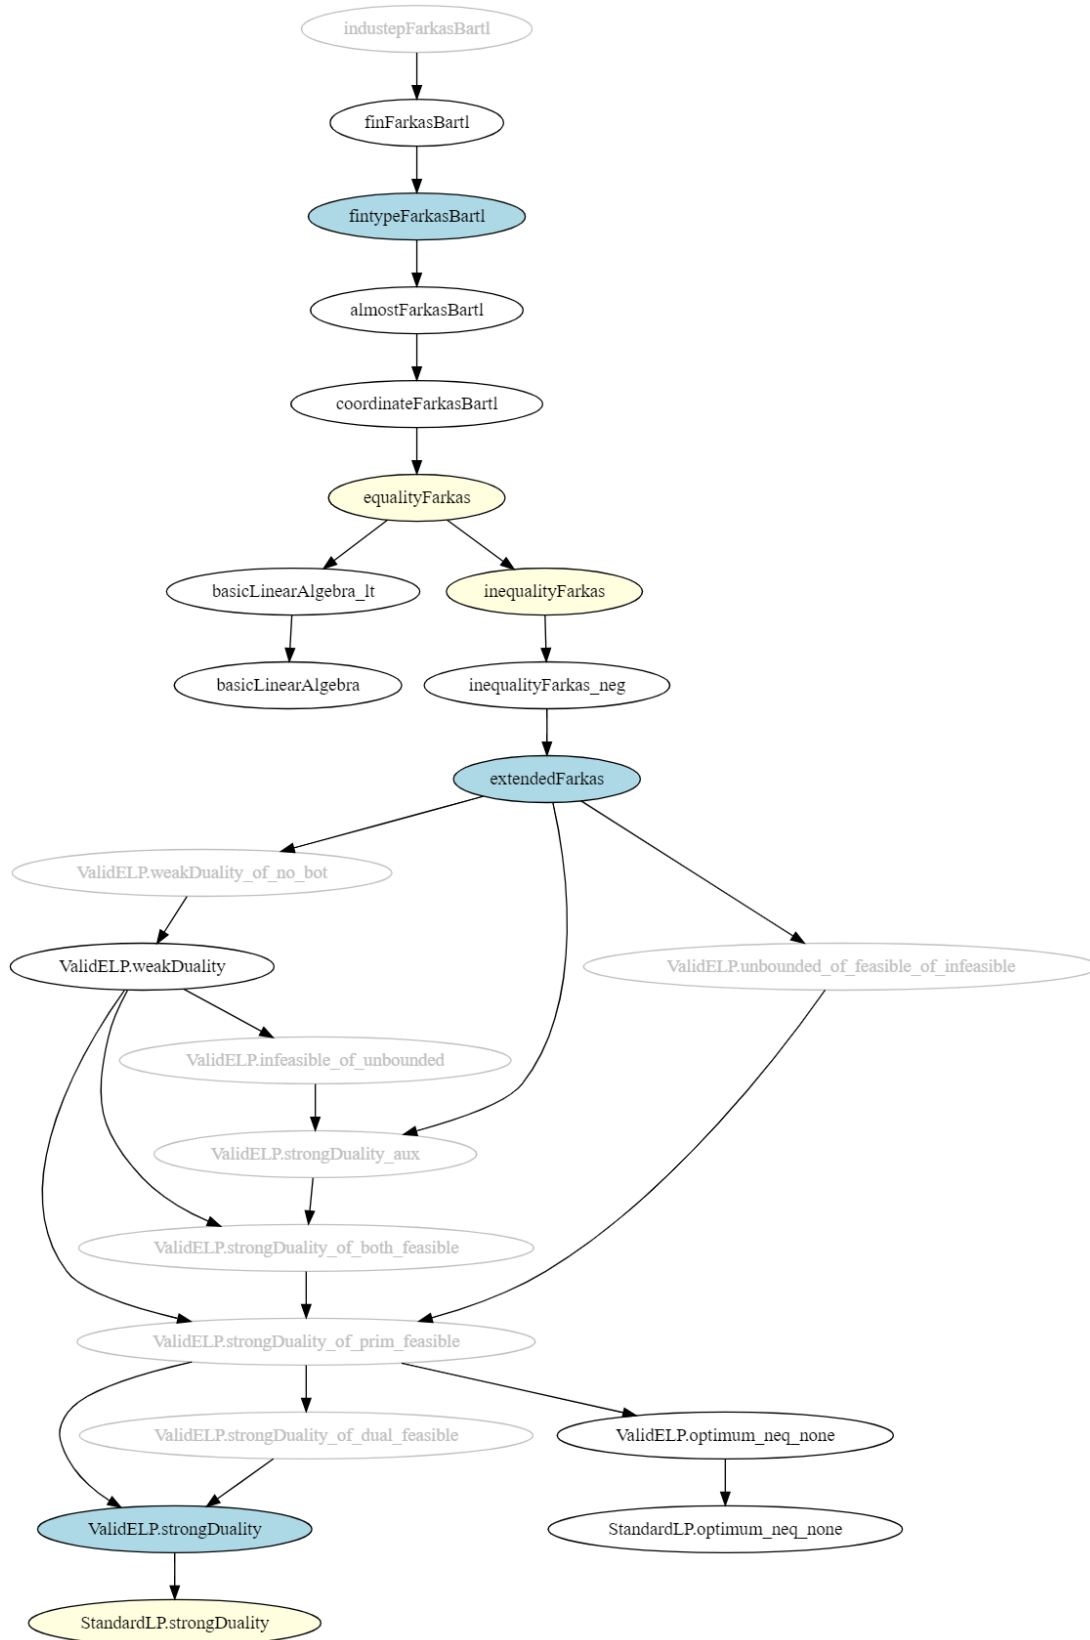 industepFarkasBartl
finFarkasBartl
fintypeFarkasBartl
almostFarkasBartl
coordinateFarkasBartl
equalityFarkas
basicLinearAlgebra_lt
inequalityFarkas
basicLinearAlgebra
inequalityFarkas_neg
extendedFarkas
ValidELP.weakDuality_of_no_bot
ValidELP.weakDuality
ValidELP.unbounded_of_feasible_of_infeasible
ValidELP.infeasible_of_unbounded
ValidELP.strongDuality_aux
ValidELP.strongDuality_of_both_feasible
ValidELP.strongDuality_of_prim_feasible
ValidELP.strongDuality_of_dual_feasible
ValidELP.optimum_neq_none
ValidELP.strongDuality
StandardLP.optimum_neq_none
StandardLP.strongDuality